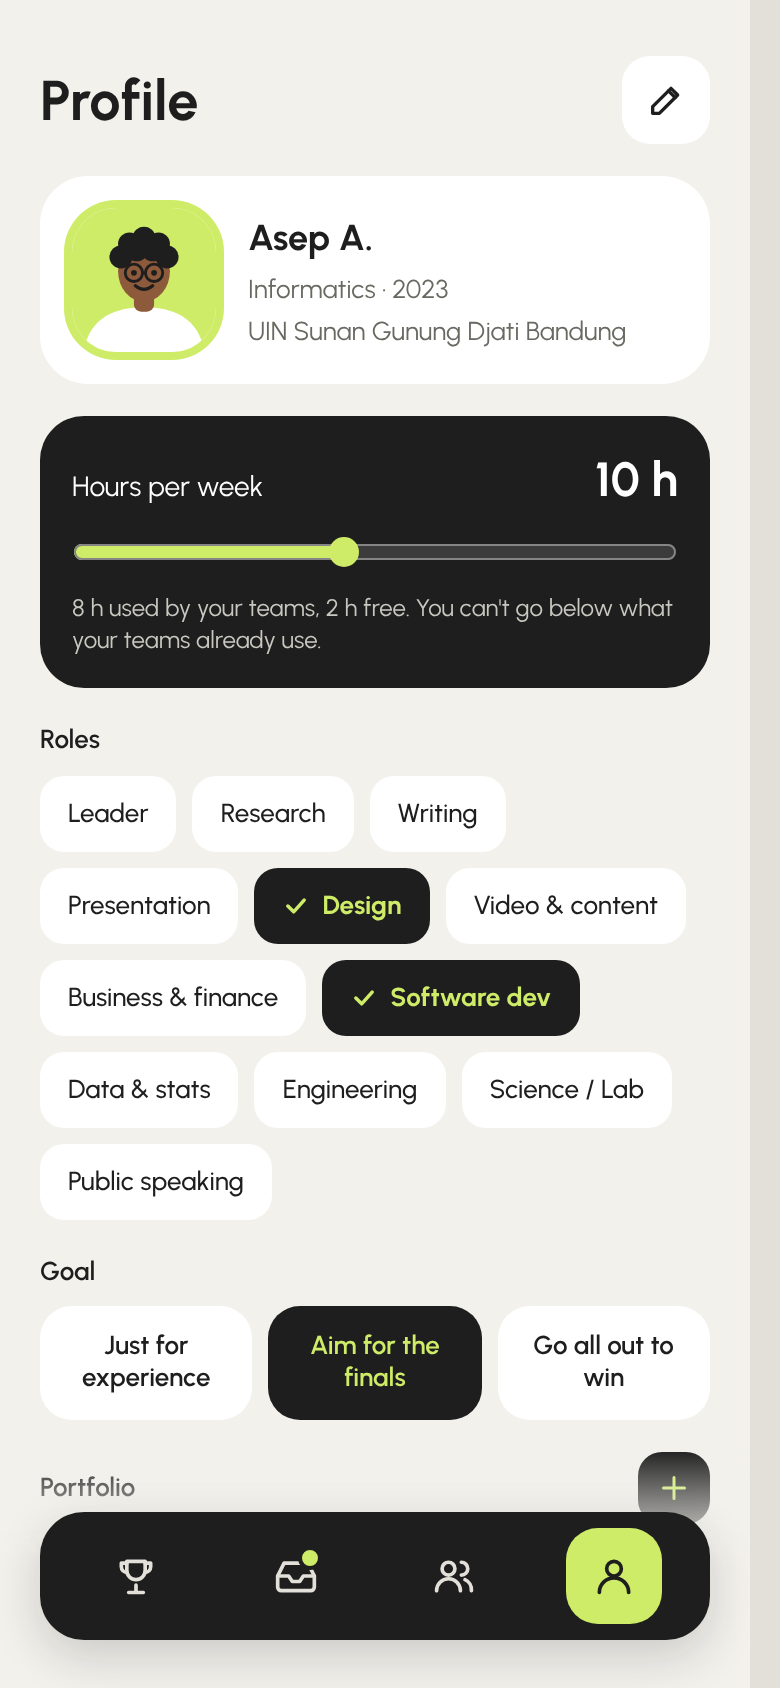 Profile
Asep A.
Informatics · 2023
UIN Sunan Gunung Djati Bandung
Hours per week
10 h
8 h used by your teams, 2 h free. You can't go below what
your teams already use.
Roles
Leader
Research
Writing
Presentation
Design
Video & content
Business & finance
Software dev
Data & stats
Engineering
Science / Lab
Public speaking
Goal
Just for
experience
Aim for the
finals
Go all out to
win
Portfolio